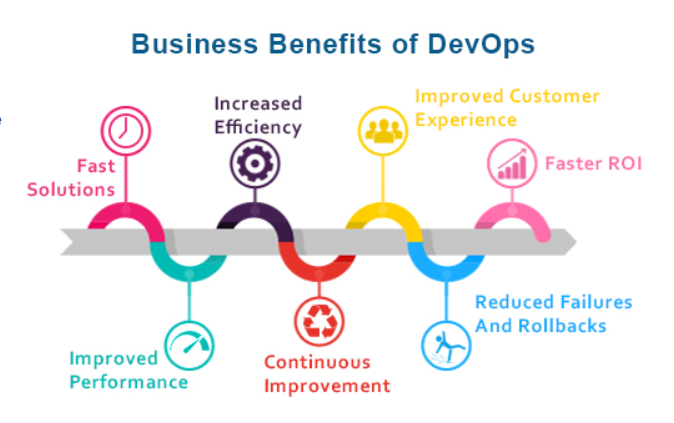 Business Benefits of DevOps
Fast
Solutions
Increased
Efficiency
Improved Customer
Experience
Faster ROI
Improved
Performance
Continuous
Improvement
Reduced Failures
And Rollbacks